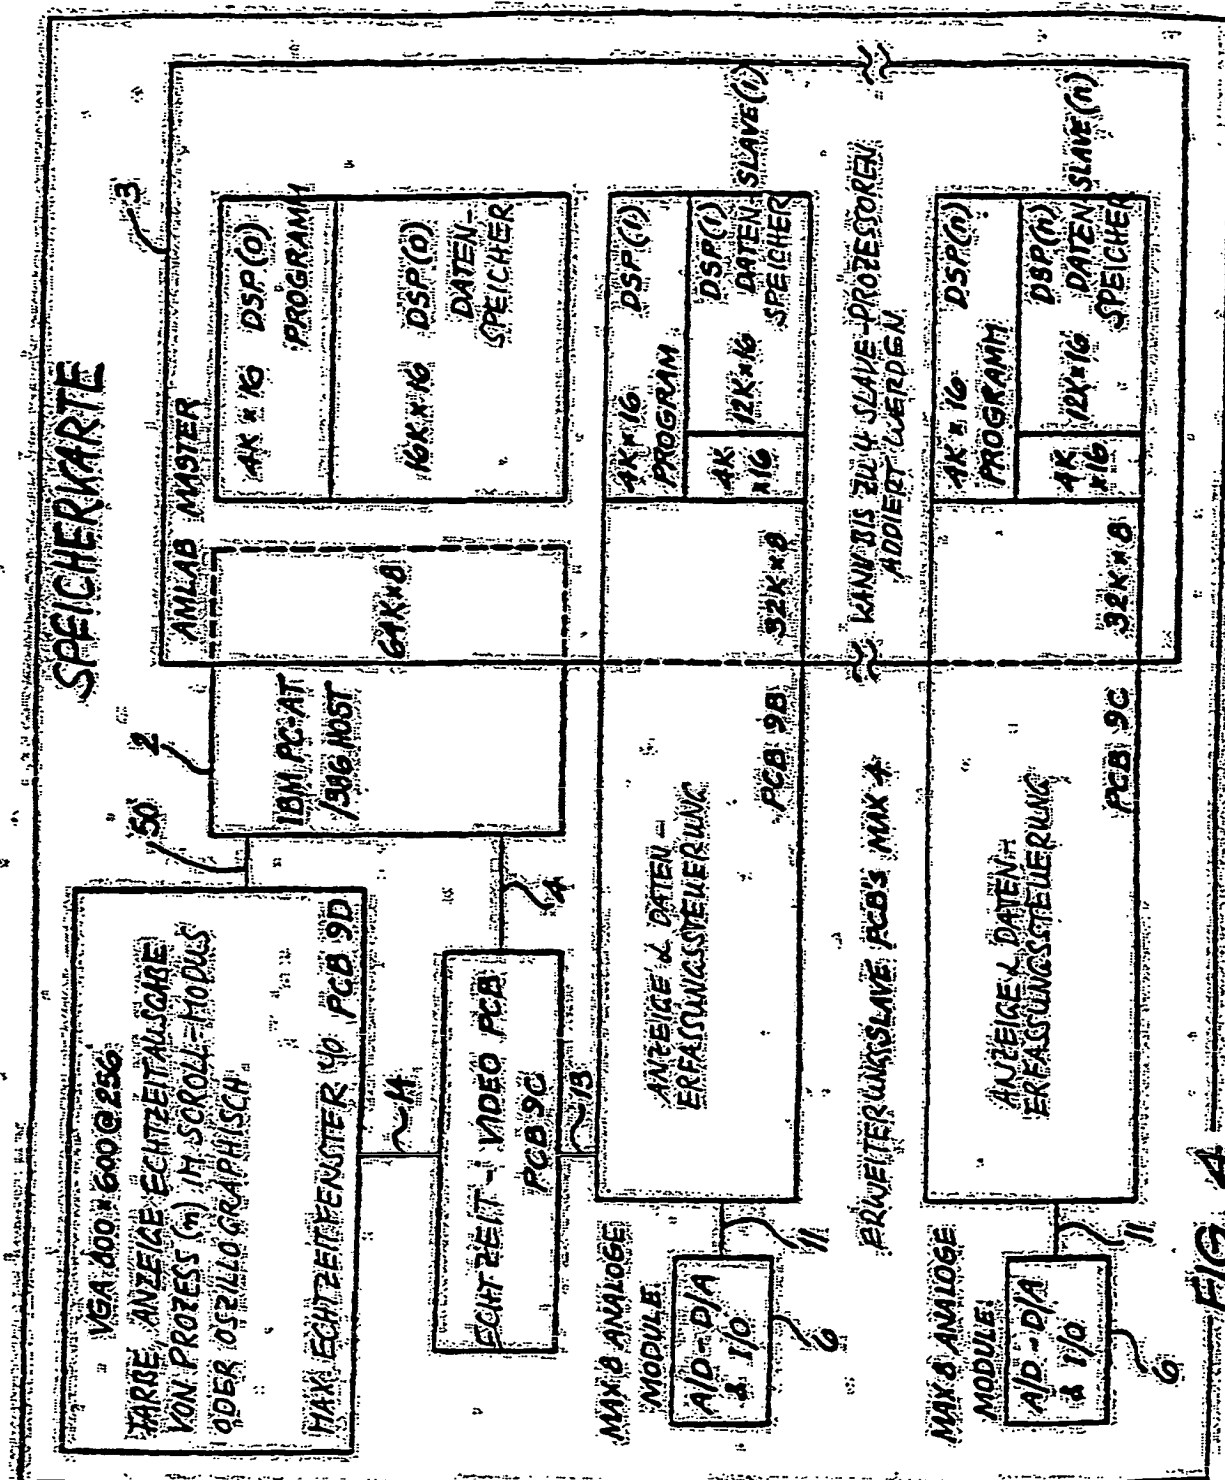 SPEICHERKARTE
3
AMLAB MASTER
4K × 16 DSP(0)
PROGRAMM
16K × 16 DSP(0)
DATEN-
SPEICHER
64K×8
2
IBM PC-AT
/386 HOST
50
VGA 800×600@256
FARBE, ANZEIGE ECHTZEITAUSGABE
VON PROZESS (n) IM SCROLL-MODUS
ODER OSZILLOGRAPHISCH
MAX ECHTZEITFENSTER 40 PCB 9D
14
4
ECHTZEIT - VIDEO PCB
PCB 9C
13
4K×16 DSP(1)
PROGRAM
4K
×16
12K×16
DSP(1)
DATEN
SPEICHER
SLAVE(1)
32K×8
ANZEIGE & DATEN-
ERFASSUNGSSTEUERUNG
PCB 9B
MAX 8 ANALOGE
MODULE
A/D-D/A
& I/O
11
6
KANN BIS ZU 4 SLAVE-PROZESSOREN
ADDIERT WERDEN
ERWEITERUNGSLAVE PCB'S MAX 4
4K × 16 DSP(n)
PROGRAMM
4K
×16
12K×16
DSP(n)
DATEN
SPEICHER
SLAVE(n)
32K×8
ANZEIGE & DATEN-
ERFASSUNGSSTEUERUNG
PCB 9C
MAX 8 ANALOGE
MODULE
A/D-D/A
& I/O
11
6
FIG 4